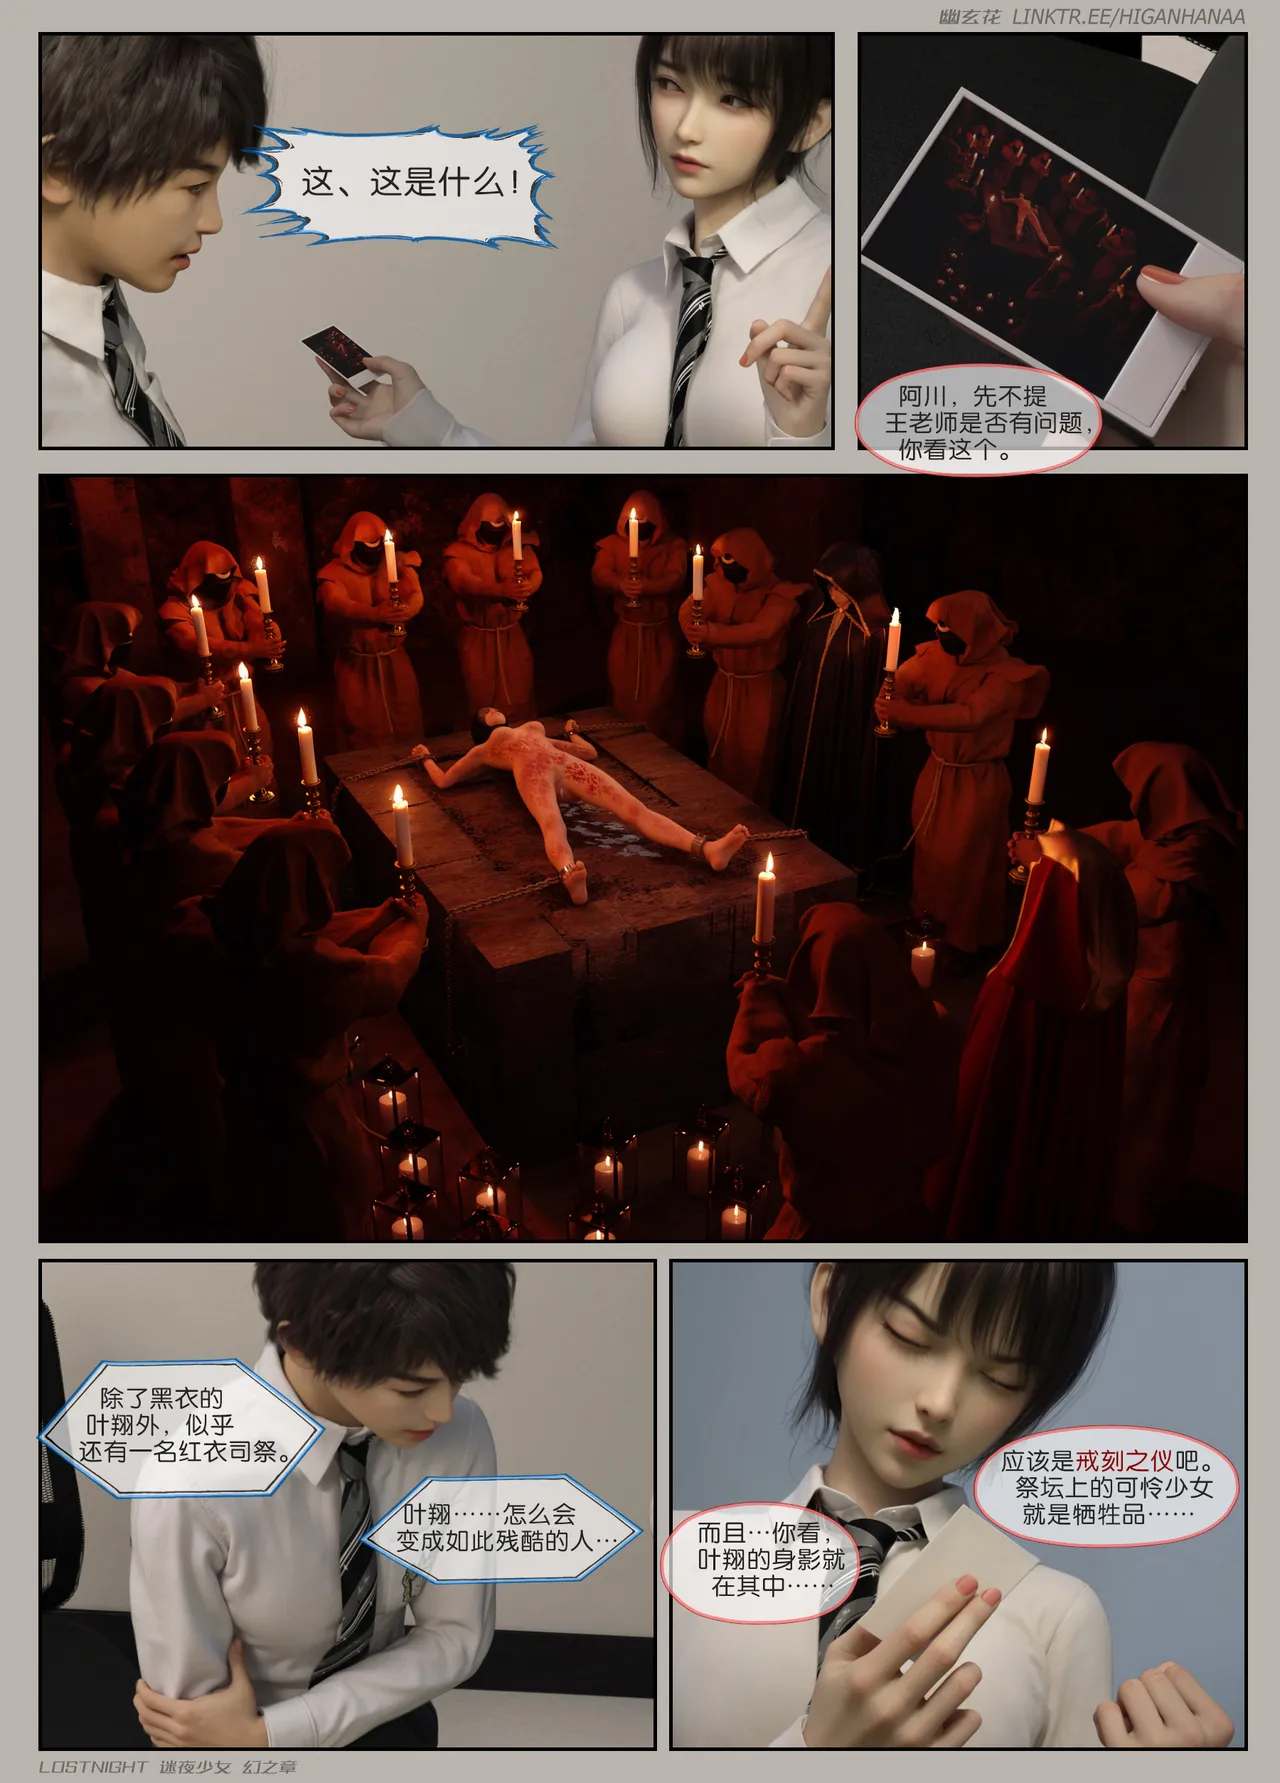 幽玄花 LINKTR.EE/HIGANHANAA
阿川，先不提
王老师是否有问题，
你看这个。
这、这是什么！
应该是戒刻之仪吧。
祭坛上的可怜少女
就是牺牲品……
而且…你看，
叶翔的身影就
在其中……
除了黑衣的
叶翔外，似乎
还有一名红衣司祭。
叶翔……怎么会
变成如此残酷的人…
LOSTNIGHT 迷夜少女 幻之章